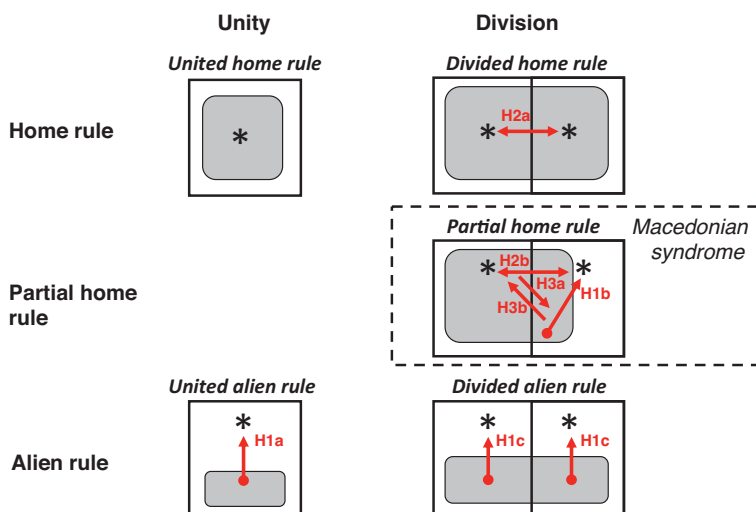 Unity
Division
United home rule
Divided home rule
Home rule
*
H2a
*
*
Partial home rule
Macedonian
syndrome
Partial home
rule
*
H2b
*
H3a
H1b
H3b
United alien rule
Divided alien rule
Alien rule
*
H1a
*
H1c
*
H1c